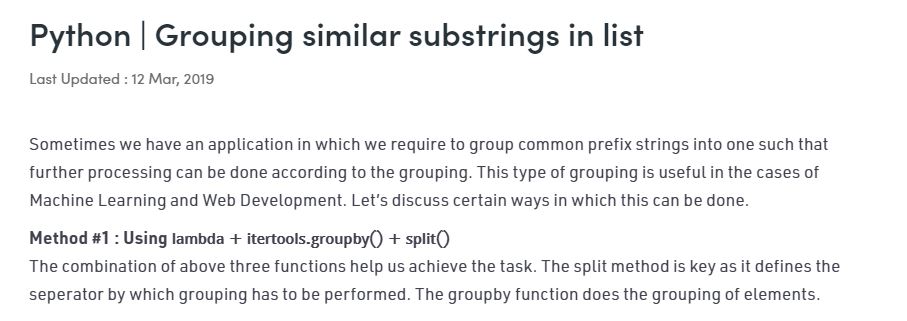 Python | Grouping similar substrings in list
Last Updated : 12 Mar, 2019
Sometimes we have an application in which we require to group common prefix strings into one such that
further processing can be done according to the grouping. This type of grouping is useful in the cases of
Machine Learning and Web Development. Let's discuss certain ways in which this can be done.
Method #1 : Using lambda + itertools.groupby() + split()
The combination of above three functions help us achieve the task. The split method is key as it defines the
seperator by which grouping has to be performed. The groupby function does the grouping of elements.